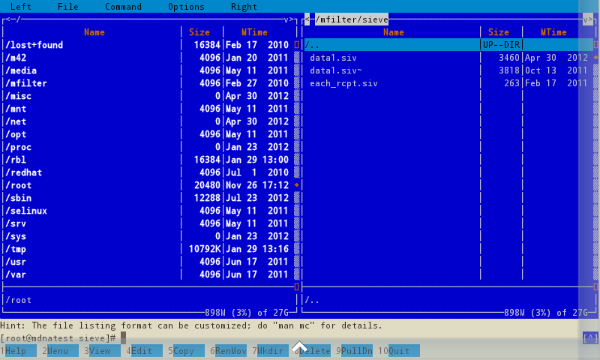 Left File Command Options Right
<-/ v> <-/mfilter/sieve v>
Name Size MTime Name Size MTime
/lost+found 16384 Feb 17 2010 /.. UP--DIR
/m42 4096 Jan 20 2011 data1.siv 3460 Apr 30 2012
/media 4096 May 11 2011 data1.siv~ 3818 Oct 13 2011
/mfilter 4096 Feb 27 2010 each_rcpt.siv 263 Feb 17 2011
/misc 0 Apr 30 2012
/mnt 4096 May 11 2011
/net 0 Apr 30 2012
/opt 4096 May 11 2011
/proc 0 Jan 23 2012
/rbl 16384 Jan 29 13:00
/redhat 4096 Jul 1 2010
/root 20480 Nov 26 17:12
/sbin 12288 Jul 23 2012
/selinux 4096 May 11 2011
/srv 4096 May 11 2011
/sys 0 Jan 23 2012
/tmp 10792K Jan 29 13:16
/usr 4096 Jun 17 2011
/var 4096 Jun 17 2011
/root /..
898M (3%) of 27G 898M (3%) of 27G
Hint: The file listing format can be customized; do "man mc" for details.
[root@mdnatest sieve]# [^]
1Help 2Menu 3View 4Edit 5Copy 6RenMov 7Mkdir 8Delete 9PullDn 10Quit